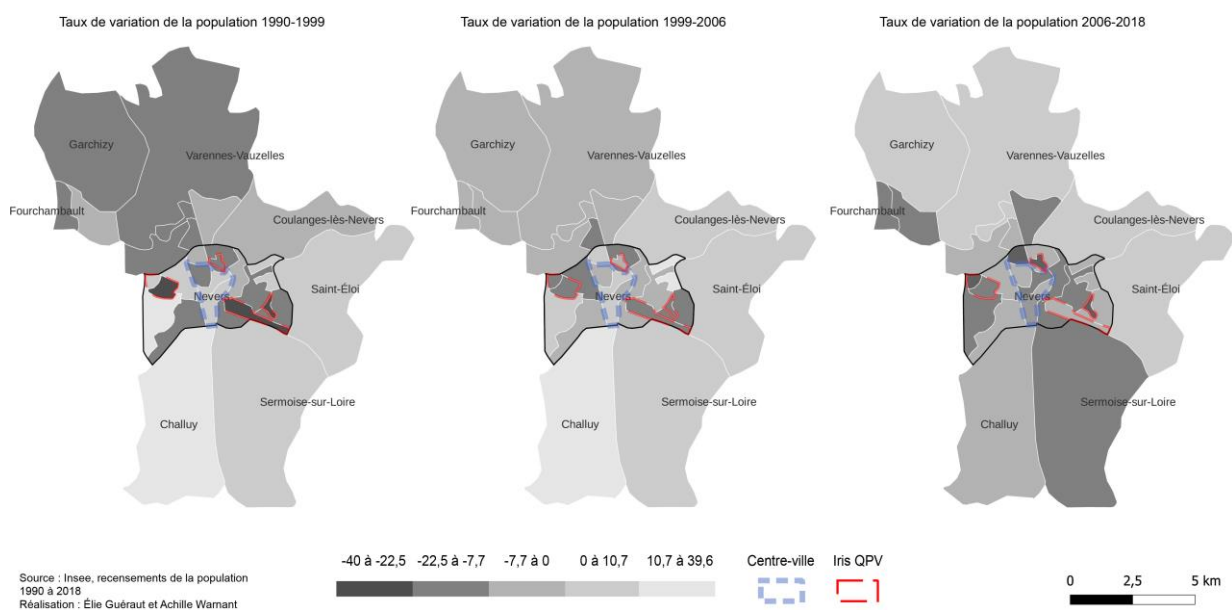 Taux de variation de la population 1990-1999
Taux de variation de la population 1999-2006
Taux de variation de la population 2006-2018
Garchizy
Varennes-Vauzelles
Fourchambault
Coulanges-lès-Nevers
Nevers
Saint-Éloi
Sermoise-sur-Loire
Challuy
Garchizy
Varennes-Vauzelles
Fourchambault
Coulanges-lès-Nevers
Nevers
Saint-Éloi
Sermoise-sur-Loire
Challuy
Garchizy
Varennes-Vauzelles
Fourchambault
Coulanges-lès-Nevers
Nevers
Saint-Éloi
Sermoise-sur-Loire
Challuy
-40 à -22,5
-22,5 à -7,7
-7,7 à 0
0 à 10,7
10,7 à 39,6
Centre-ville
Iris QPV
Source : Insee, recensements de la population
1990 à 2018
Réalisation : Élie Guéraut et Achille Warnant
0 2,5 5 km